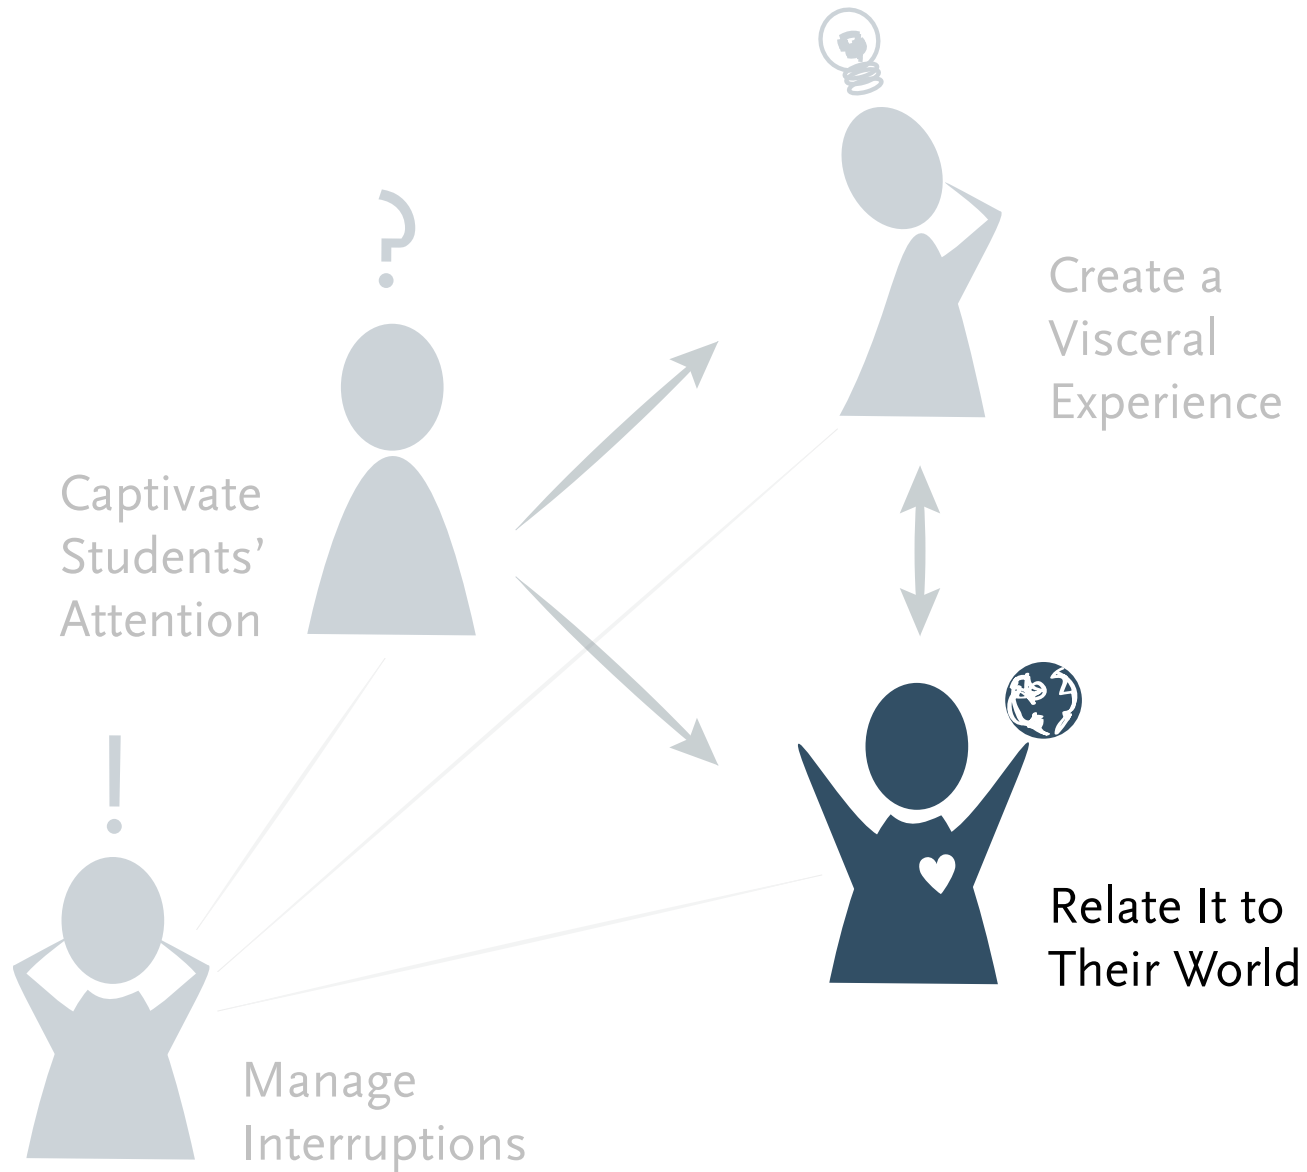 ?
Create a
Visceral
Experience
Captivate
Students’
Attention
!
Relate It to
Their World
Manage
Interruptions